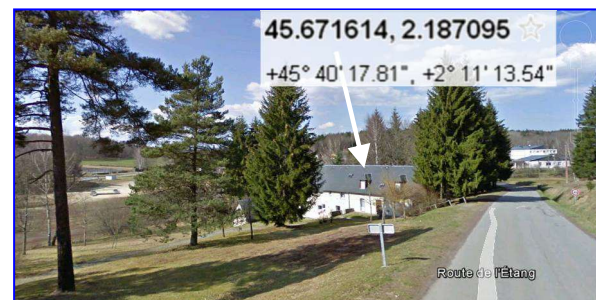 45.671614, 2.187095
+45° 40' 17.81", +2° 11' 13.54"
Route de l'Étang